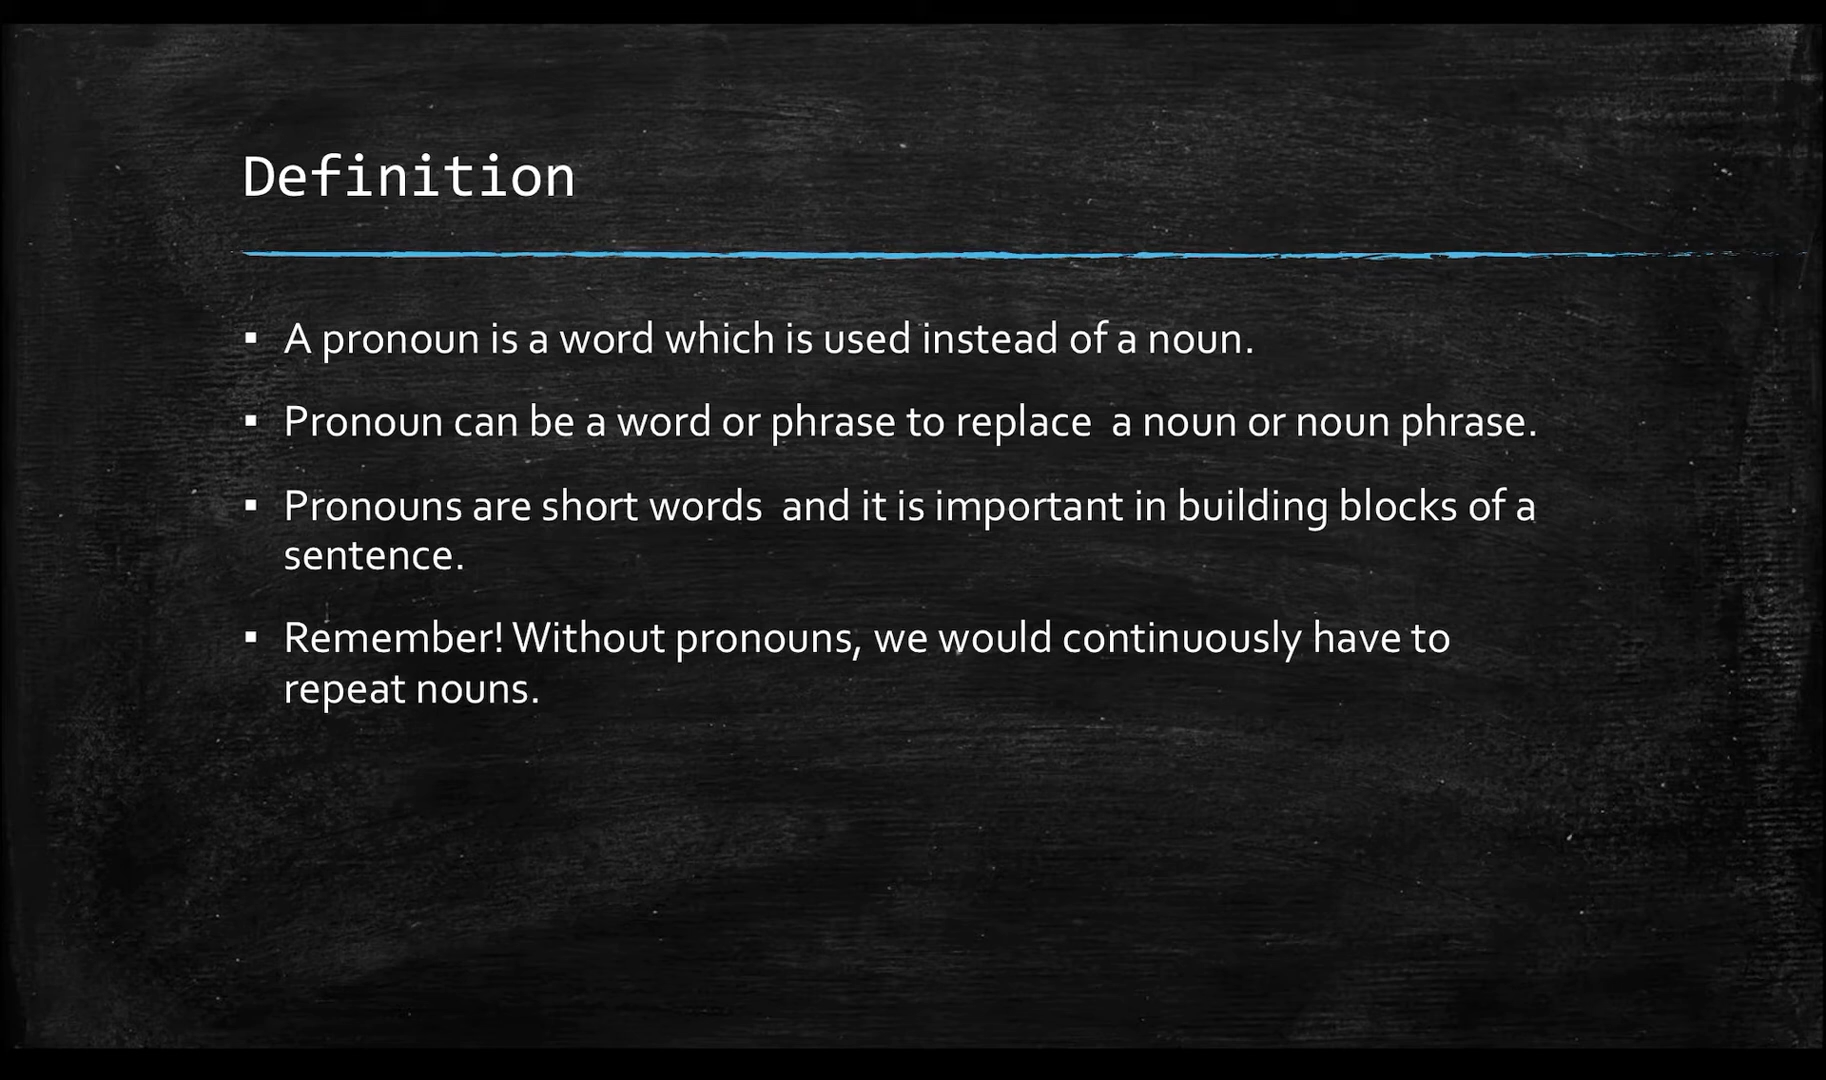 Definition
▪ A pronoun is a word which is used instead of a noun.
▪ Pronoun can be a word or phrase to replace  a noun or noun phrase.
▪ Pronouns are short words  and it is important in building blocks of a
sentence.
▪ Remember! Without pronouns, we would continuously have to
repeat nouns.